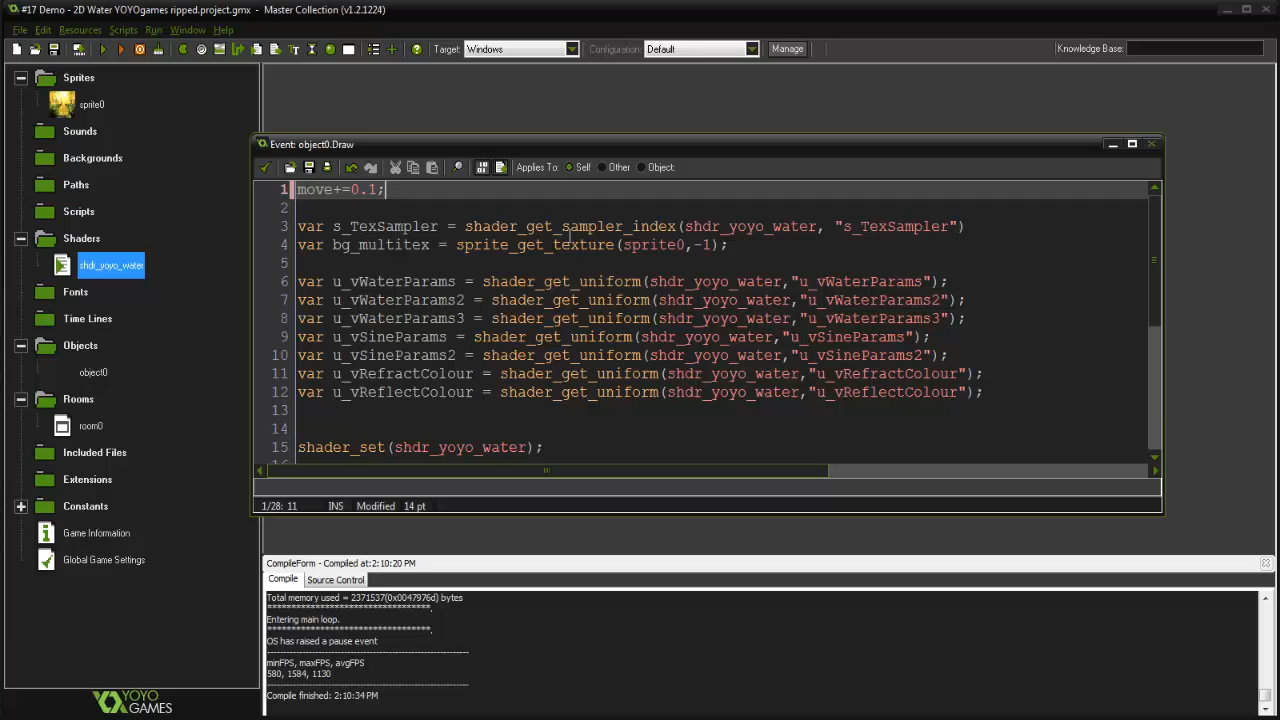 #17 Demo - 2D Water YOYOgames ripped.project.gmx - Master Collection (v1.2.1224)
File Edit Resources Scripts Run Window Help
Target: Windows Configuration: Default Manage Knowledge Base:
Sprites
sprite0
Sounds
Backgrounds
Paths
Scripts
Shaders
shdr_yoyo_water
Fonts
Time Lines
Objects
object0
Rooms
room0
Included Files
Extensions
Constants
Game Information
Global Game Settings
YOYO
GAMES
Event: object0.Draw
Applies To: Self Other Object:
1 move+=0.1;
2
3 var s_TexSampler = shader_get_sampler_index(shdr_yoyo_water, "s_TexSampler")
4 var bg_multitex = sprite_get_texture(sprite0,-1);
5
6 var u_vWaterParams = shader_get_uniform(shdr_yoyo_water,"u_vWaterParams");
7 var u_vWaterParams2 = shader_get_uniform(shdr_yoyo_water,"u_vWaterParams2");
8 var u_vWaterParams3 = shader_get_uniform(shdr_yoyo_water,"u_vWaterParams3");
9 var u_vSineParams = shader_get_uniform(shdr_yoyo_water,"u_vSineParams");
10 var u_vSineParams2 = shader_get_uniform(shdr_yoyo_water,"u_vSineParams2");
11 var u_vRefractColour = shader_get_uniform(shdr_yoyo_water,"u_vRefractColour");
12 var u_vReflectColour = shader_get_uniform(shdr_yoyo_water,"u_vReflectColour");
13
14
15 shader_set(shdr_yoyo_water);
1/28: 11 INS Modified 14 pt
CompileForm - Compiled at:2:10:20 PM
Compile Source Control
Total memory used = 2371537(0x0047976d) bytes
***********************************.
Entering main loop.
***********************************.
OS has raised a pause event
--------------------------------------------------
minFPS, maxFPS, avgFPS
580, 1584, 1130
--------------------------------------------------
Compile finished: 2:10:34 PM